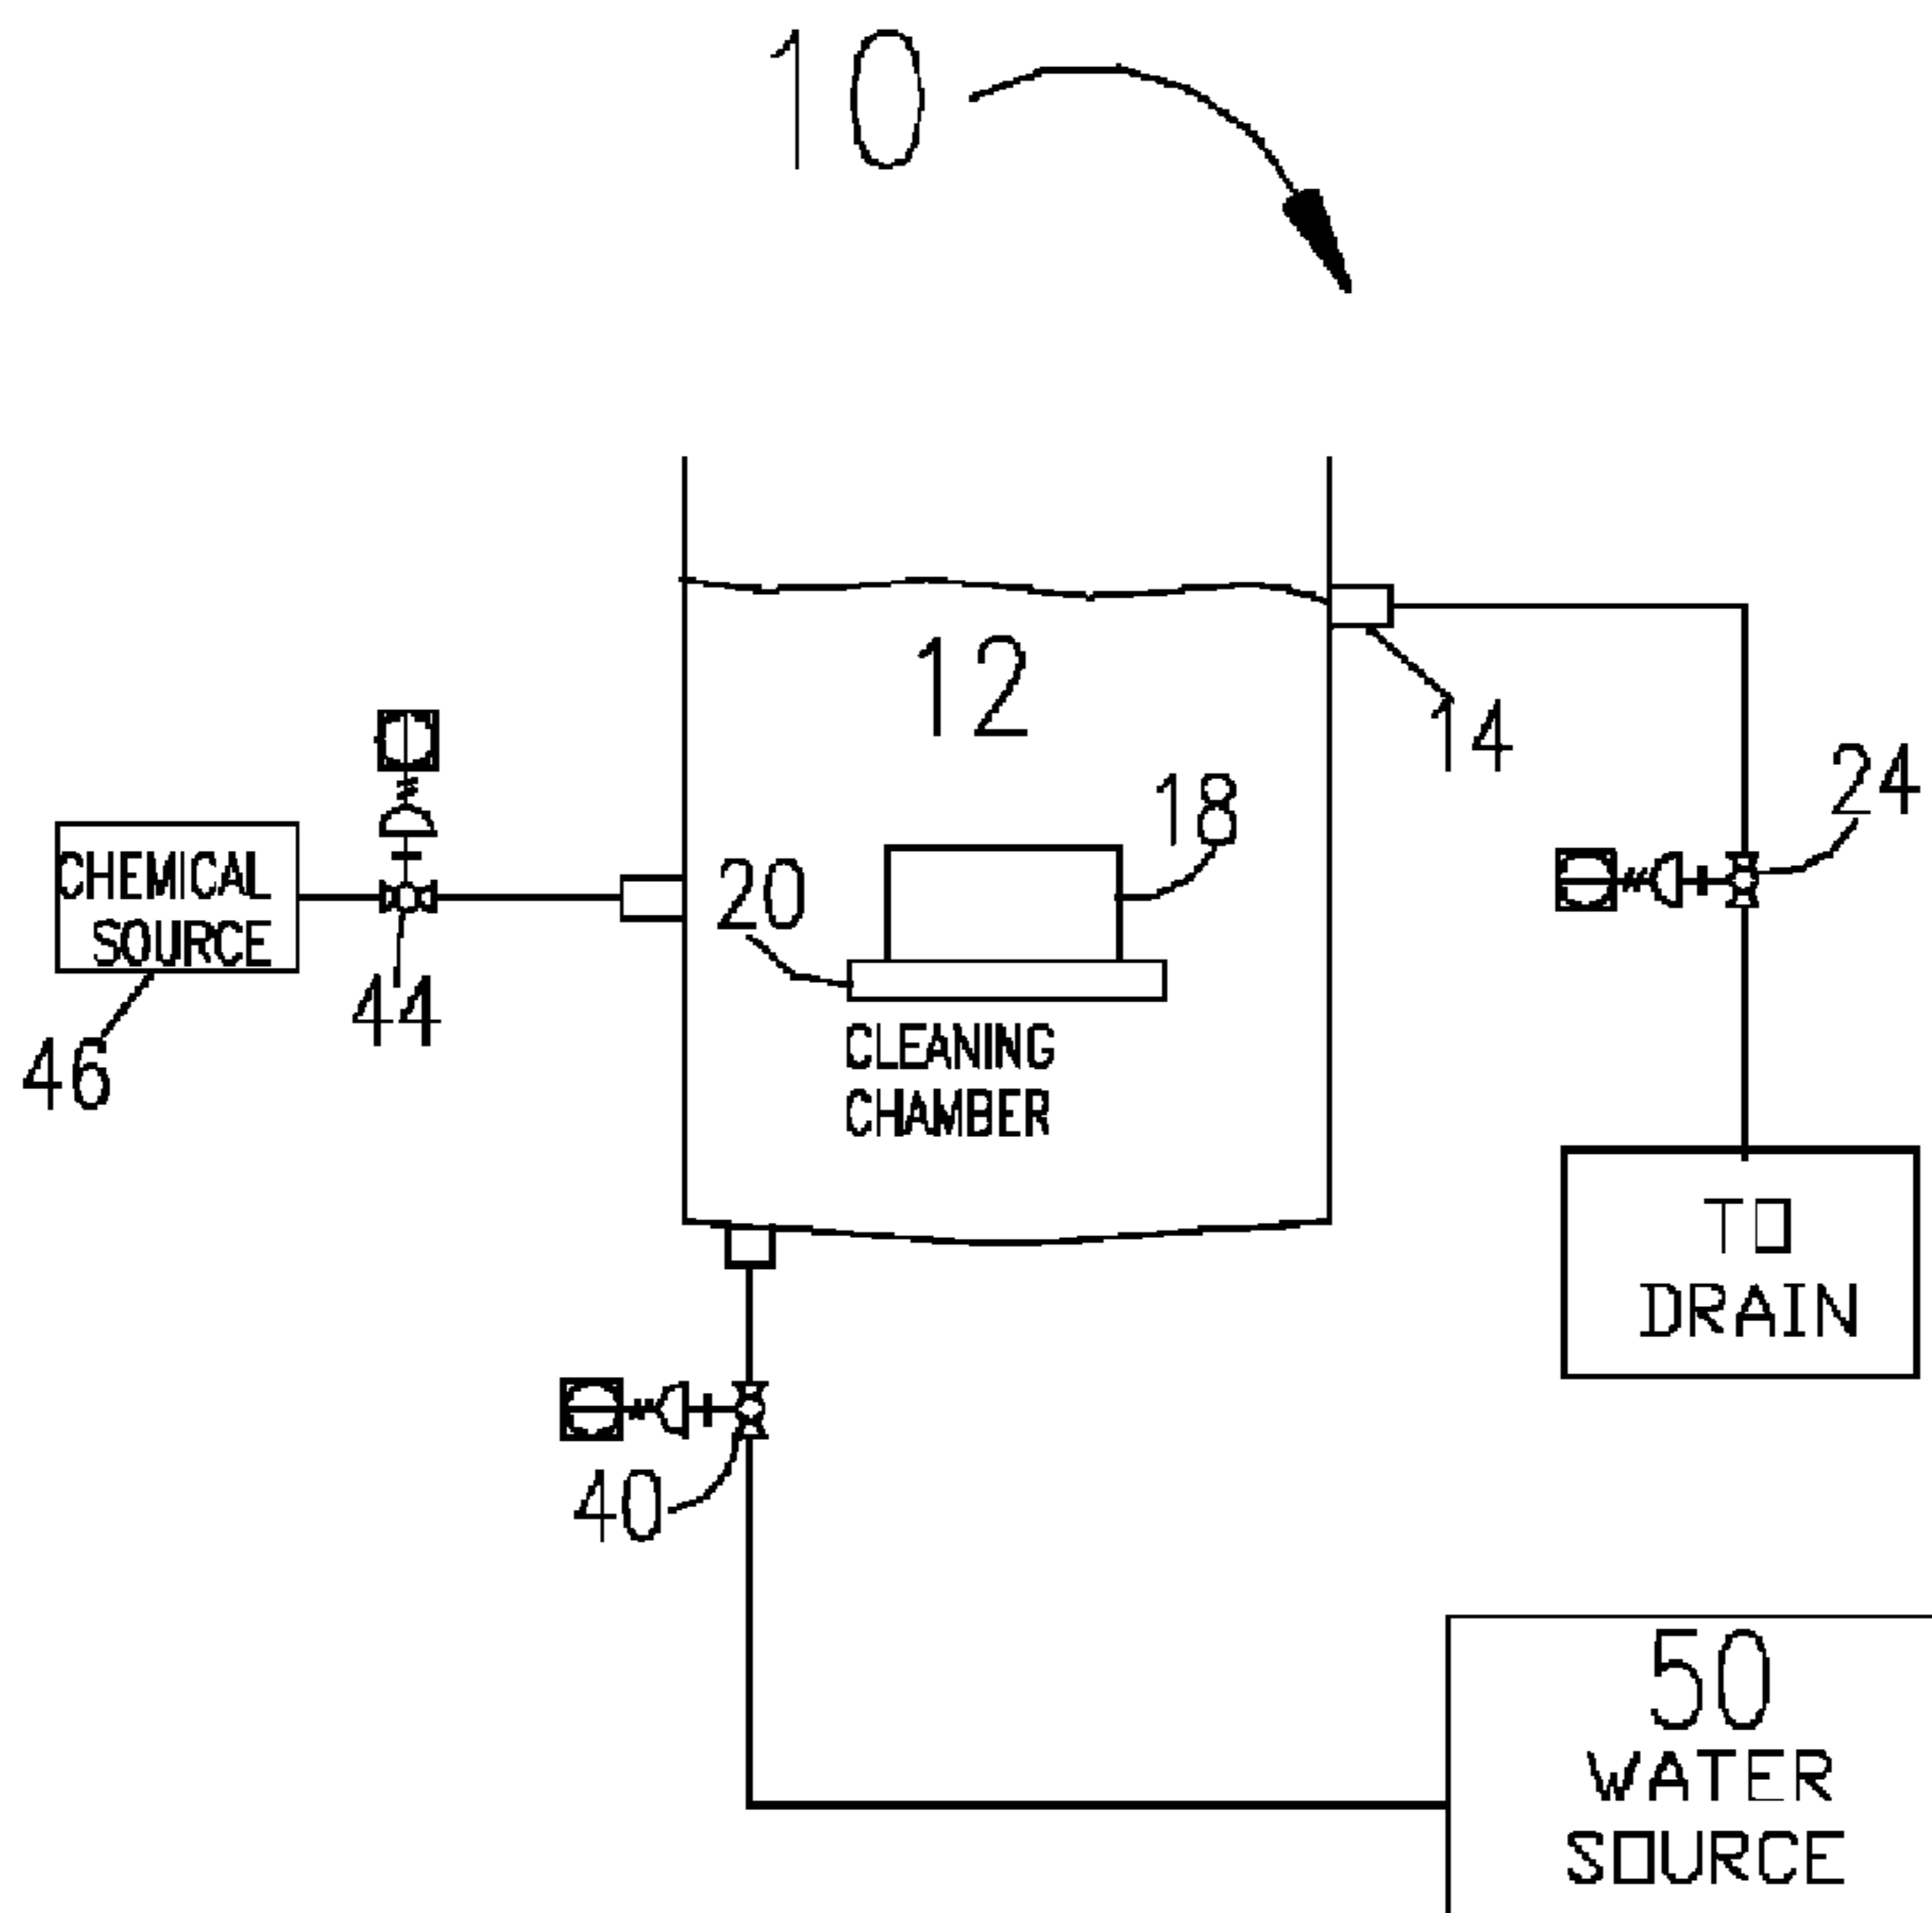 10
12
14
18
24
20
CHEMICAL
SOURCE
44
46
CLEANING
CHAMBER
TO
DRAIN
40
50
WATER
SOURCE